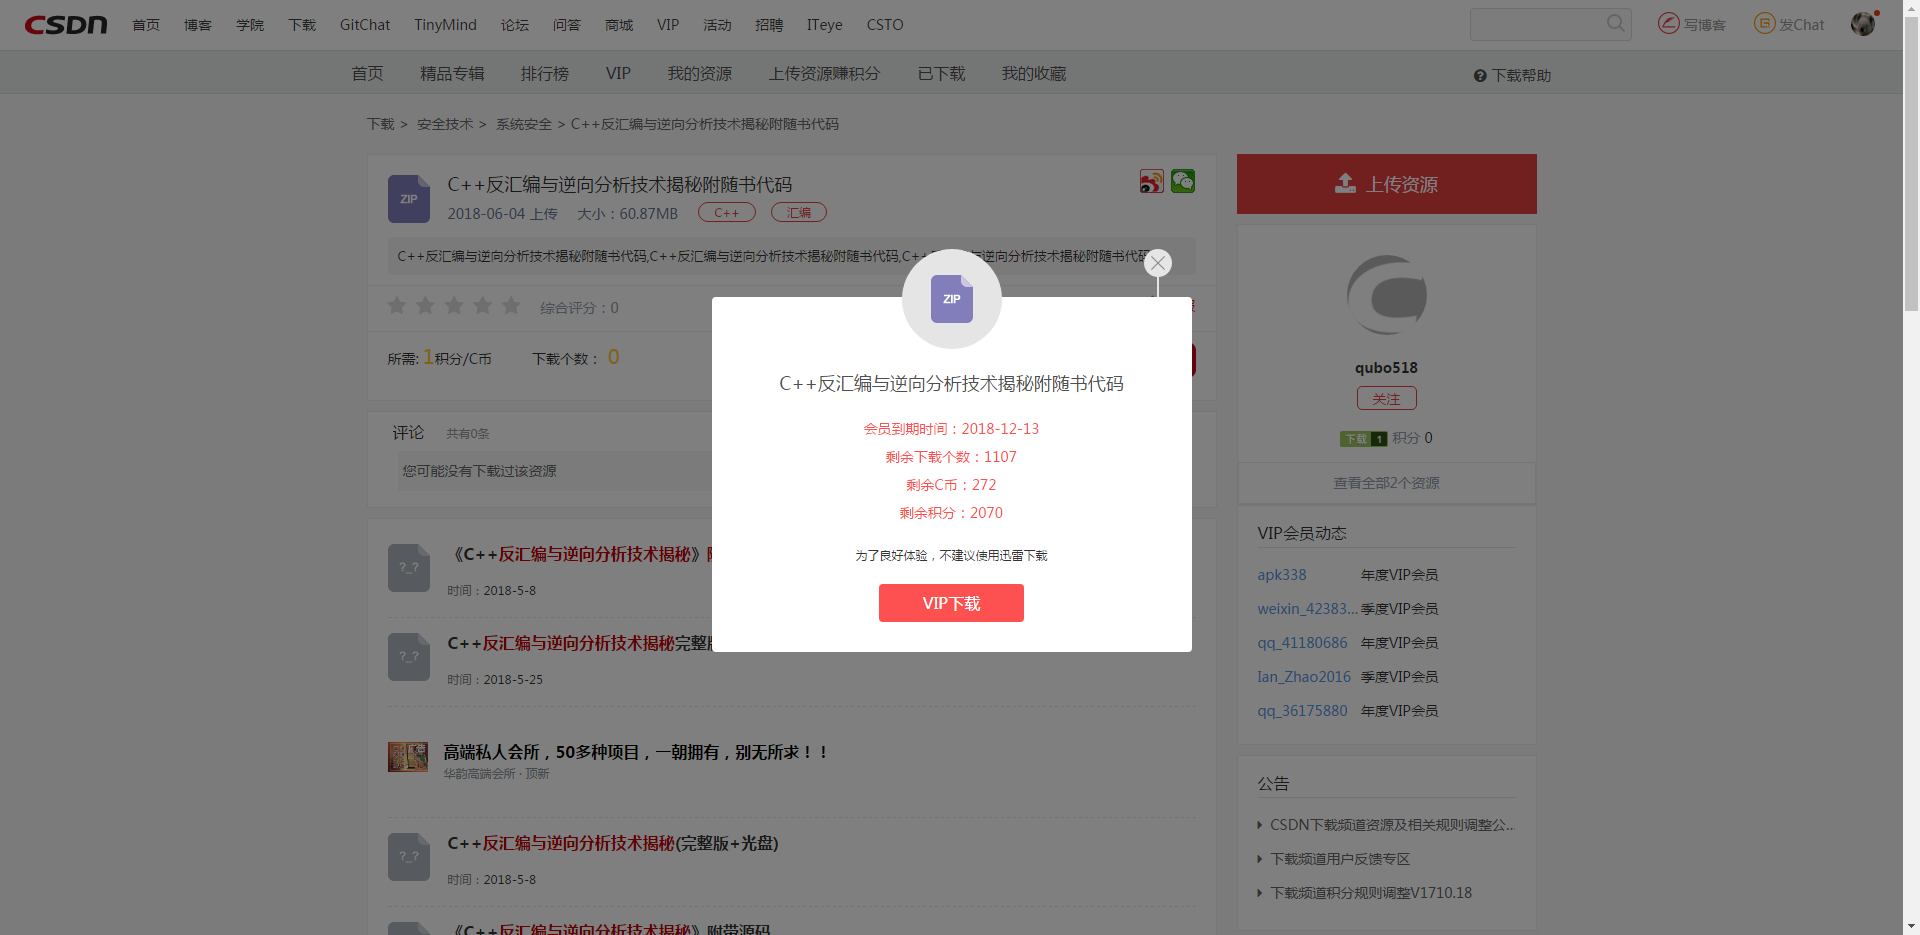 CSDN 首页 博客 学院 下载 GitChat TinyMind 论坛 问答 商城 VIP 活动 招聘 ITeye CSTO 写博客 发Chat
首页 精品专辑 排行榜 VIP 我的资源 上传资源赚积分 已下载 我的收藏 下载帮助
下载 > 安全技术 > 系统安全 > C++反汇编与逆向分析技术揭秘附随书代码
ZIP
C++反汇编与逆向分析技术揭秘附随书代码
2018-06-04 上传 大小：60.87MB C++ 汇编
C++反汇编与逆向分析技术揭秘附随书代码,C++反汇编与逆向分析技术揭秘附随书代码,C++ 与逆向分析技术揭秘附随书代码
综合评分：0
所需: 1积分/C币 下载个数： 0
评论 共有0条
您可能没有下载过该资源
?_?
《C++反汇编与逆向分析技术揭秘》
时间：2018-5-8
?_?
C++反汇编与逆向分析技术揭秘完整
时间：2018-5-25
高端私人会所，50多种项目，一朝拥有，别无所求！！
华韵高端会所 · 顶新
?_?
C++反汇编与逆向分析技术揭秘(完整版+光盘)
时间：2018-5-8
《C++反汇编与逆向分析技术揭秘》附带源码
ZIP
C++反汇编与逆向分析技术揭秘附随书代码
会员到期时间：2018-12-13
剩余下载个数：1107
剩余C币：272
剩余积分：2070
为了良好体验，不建议使用迅雷下载
VIP下载
上传资源
qubo518
关注
下载 1 积分 0
查看全部2个资源
VIP会员动态
apk338 年度VIP会员
weixin_42383... 季度VIP会员
qq_41180686 年度VIP会员
Ian_Zhao2016 季度VIP会员
qq_36175880 年度VIP会员
公告
CSDN下载频道资源及相关规则调整公...
下载频道用户反馈专区
下载频道积分规则调整V1710.18